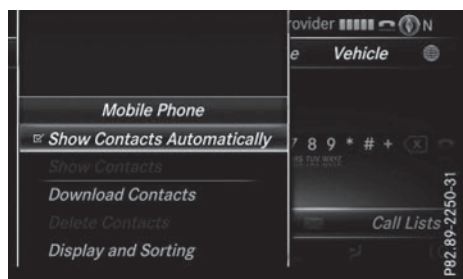 rovider N
e Vehicle
Mobile Phone
Show Contacts Automatically
7 8 9 * # +
Show Contacts
Download Contacts
Delete Contacts
Call Lists
Display and Sorting
P82.89-2250-31